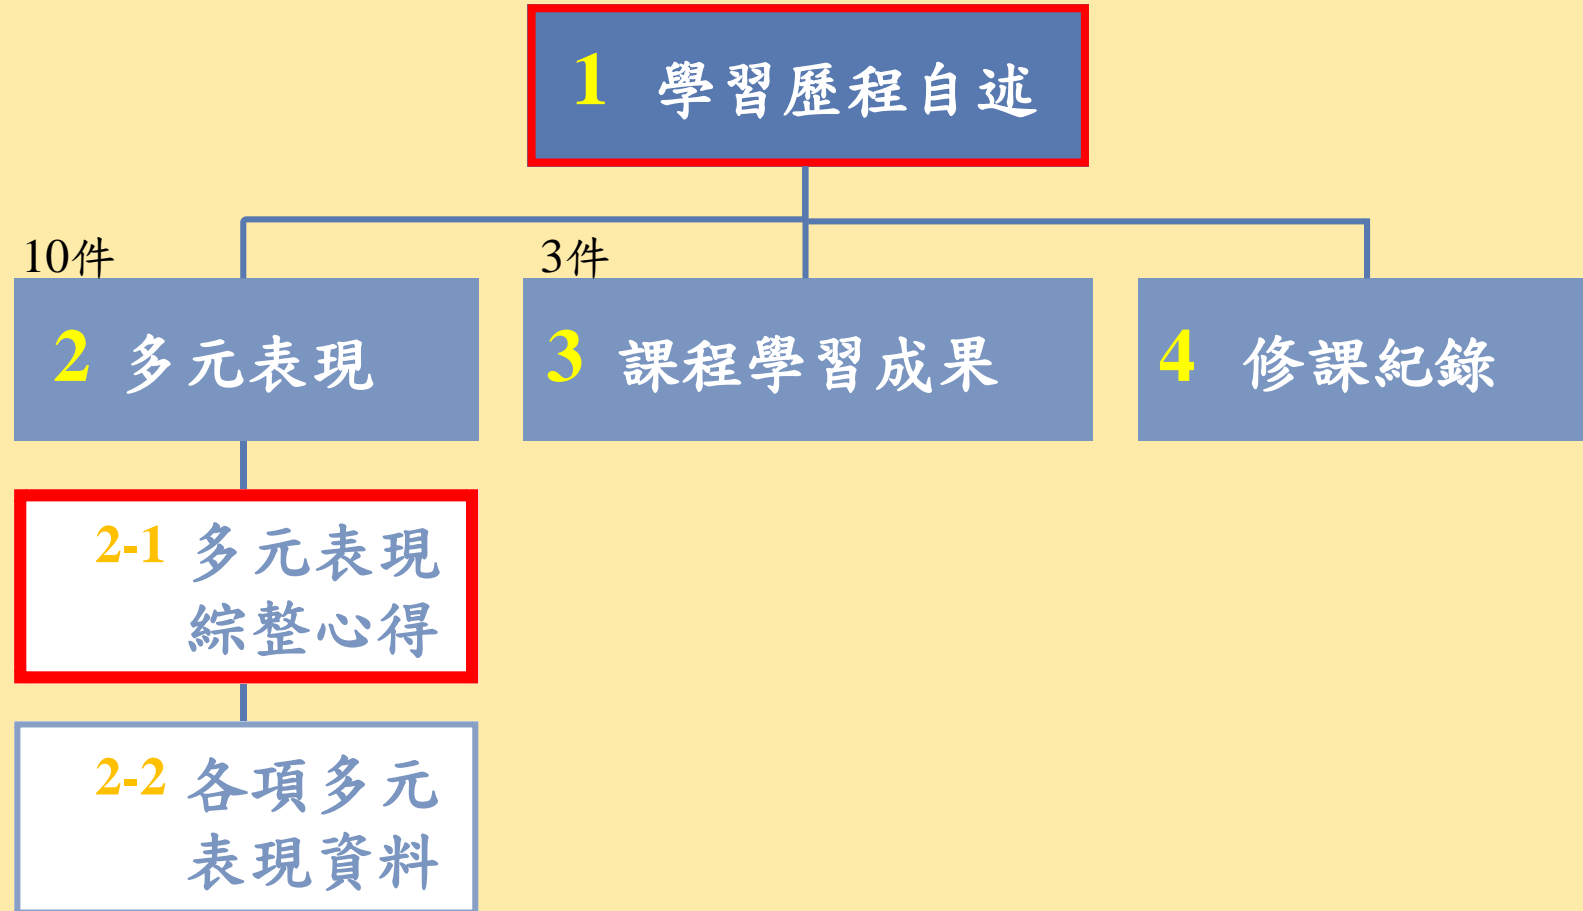 1 學習歷程自述
10件
3件
2 多元表現
3 課程學習成果
4 修課紀錄
2-1 多元表現
綜整心得
2-2 各項多元
表現資料